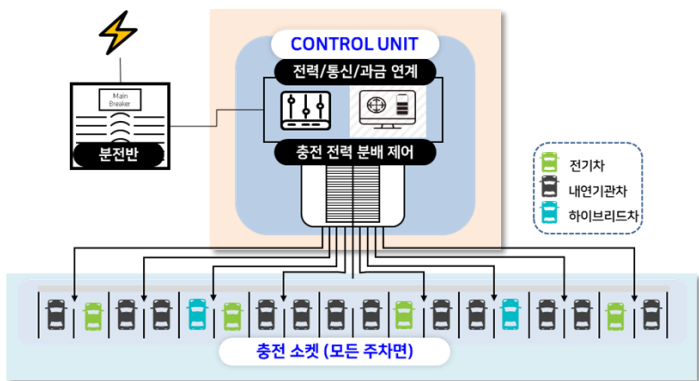 CONTROL UNIT
전력/통신/과금 연계
Main
Breaker
분전반
충전 전력 분배 제어
전기차
내연기관차
하이브리드차
충전 소켓 (모든 주차면)